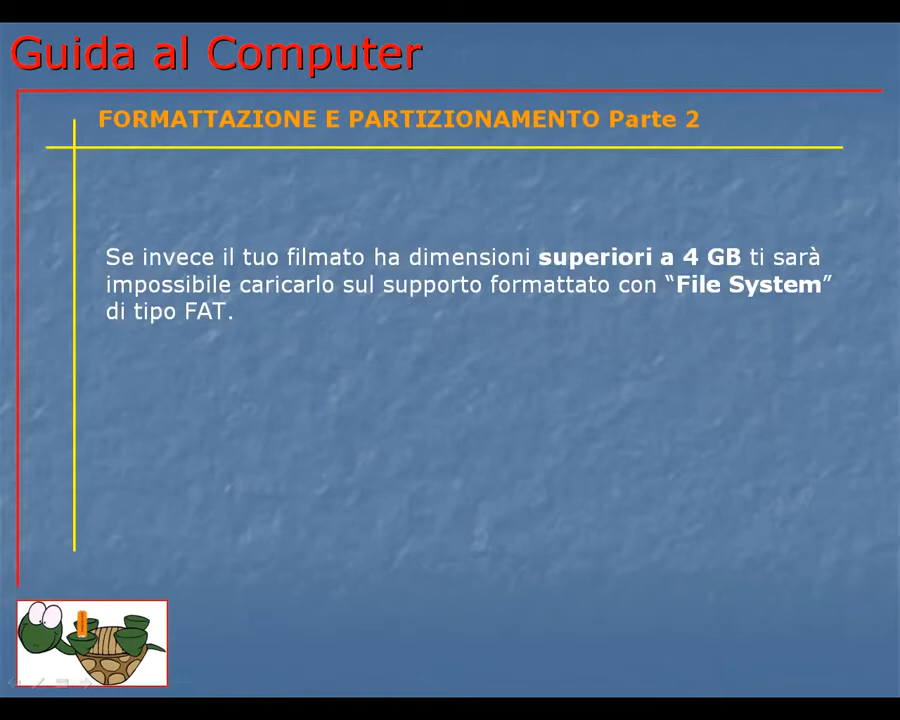 Guida al Computer
FORMATTAZIONE E PARTIZIONAMENTO Parte 2
Se invece il tuo filmato ha dimensioni superiori a 4 GB ti sarà
impossibile caricarlo sul supporto formattato con “File System”
di tipo FAT.